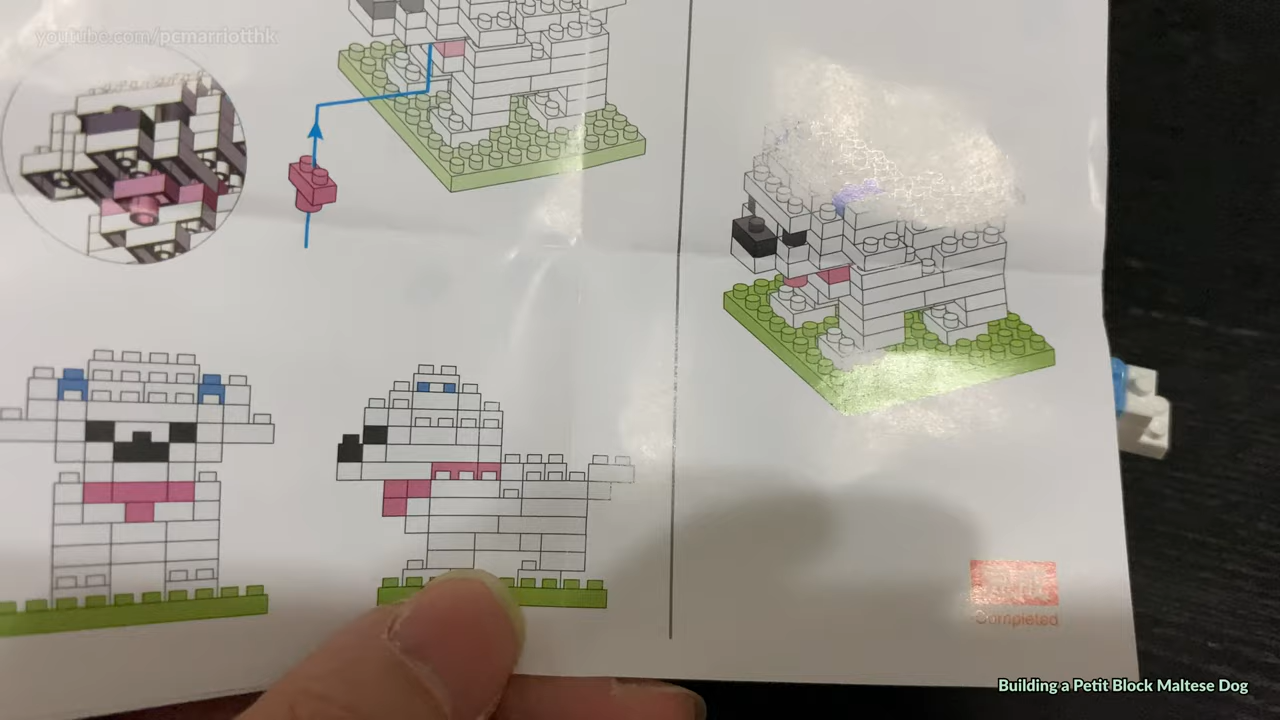 youtube.com/pcmarriotthk
Completed
Building a Petit Block Maltese Dog